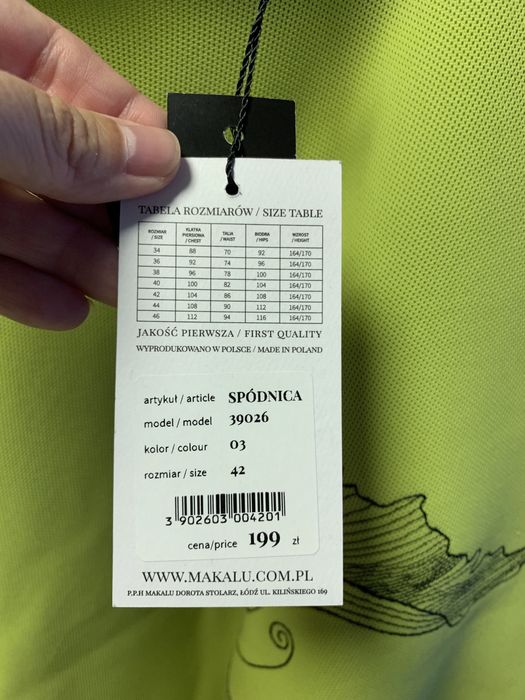 TABELA ROZMIARÓW / SIZE TABLE
ROZMIAR / SIZE KLATKA PIERSIOWA / CHEST TALIA / WAIST BIODRA / HIPS WZROST / HEIGHT
34 88 70 92 164/170
36 92 74 96 164/170
38 96 78 100 164/170
40 100 82 104 164/170
42 104 86 108 164/170
44 108 90 112 164/170
46 112 94 116 164/170
JAKOŚĆ PIERWSZA / FIRST QUALITY
WYPRODUKOWANO W POLSCE / MADE IN POLAND
artykuł / article SPÓDNICA
model / model 39026
kolor / colour 03
rozmiar / size 42
3 902603 004201
cena/price 199 zł
WWW.MAKALU.COM.PL
P.P.H MAKALU DOROTA STOLARZ, ŁÓDŹ UL. KILIŃSKIEGO 169